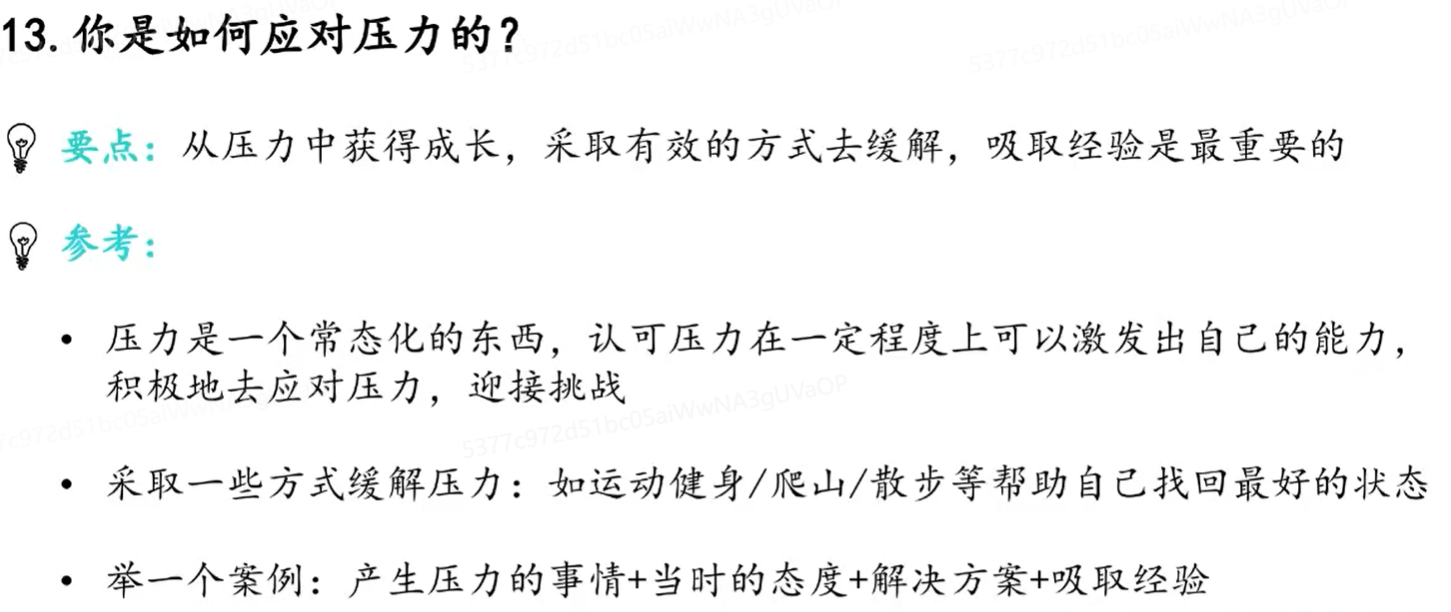 13. 你是如何应对压力的？
要点：从压力中获得成长，采取有效的方式去缓解，吸取经验是最重要的
参考：
• 压力是一个常态化的东西，认可压力在一定程度上可以激发出自己的能力，
积极地去应对压力，迎接挑战
• 采取一些方式缓解压力：如运动健身/爬山/散步等帮助自己找回最好的状态
• 举一个案例：产生压力的事情+当时的态度+解决方案+吸取经验